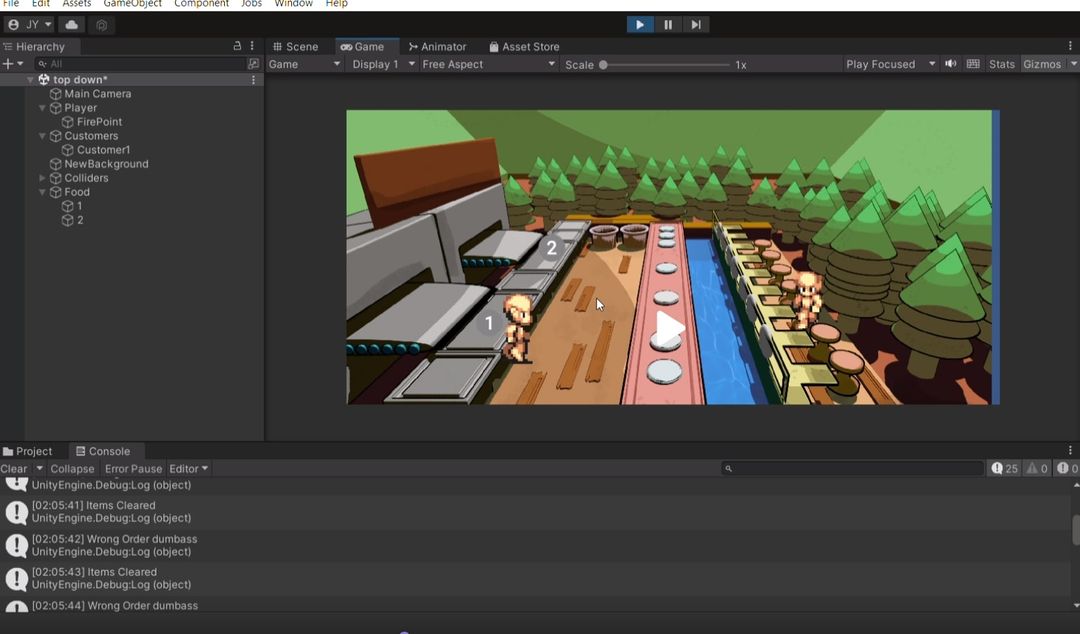 File Edit Assets GameObject Component Jobs Window Help
JY
Hierarchy
Scene Game Animator Asset Store
All
Game Display 1 Free Aspect Scale 1x Play Focused Stats Gizmos
top down*
Main Camera
Player
FirePoint
Customers
Customer1
NewBackground
Colliders
Food
1
2
2
1
Project Console
Clear Collapse Error Pause Editor 25 0 0
UnityEngine.Debug:Log (object)
[02:05:41] Items Cleared
UnityEngine.Debug:Log (object)
[02:05:42] Wrong Order dumbass
UnityEngine.Debug:Log (object)
[02:05:43] Items Cleared
UnityEngine.Debug:Log (object)
[02:05:44] Wrong Order dumbass